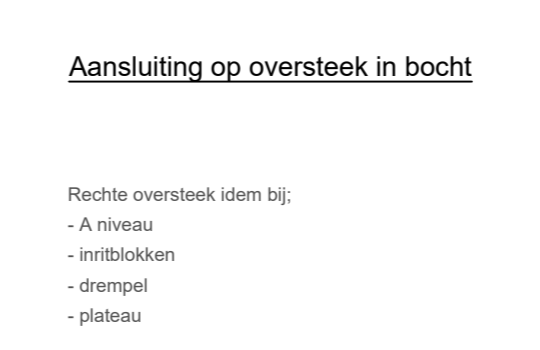 Aansluiting op oversteek in bocht
Rechte oversteek idem bij;
- A niveau
- inritblokken
- drempel
- plateau